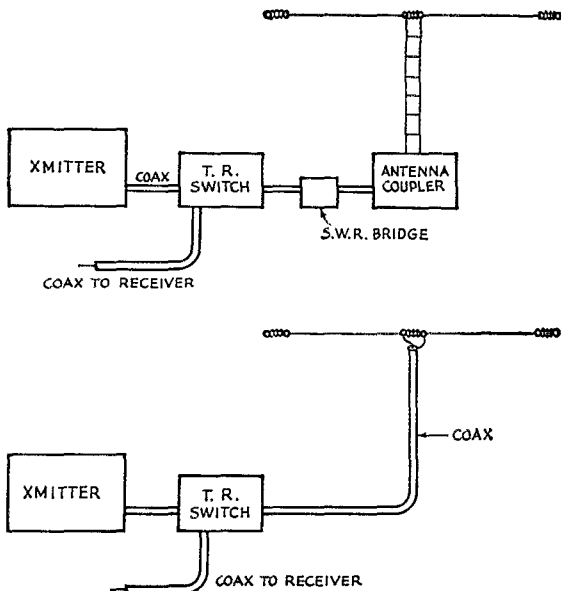 XMITTER
COAX
T. R.
SWITCH
ANTENNA
COUPLER
S.W.R. BRIDGE
COAX TO RECEIVER
COAX
XMITTER
T. R.
SWITCH
COAX TO RECEIVER